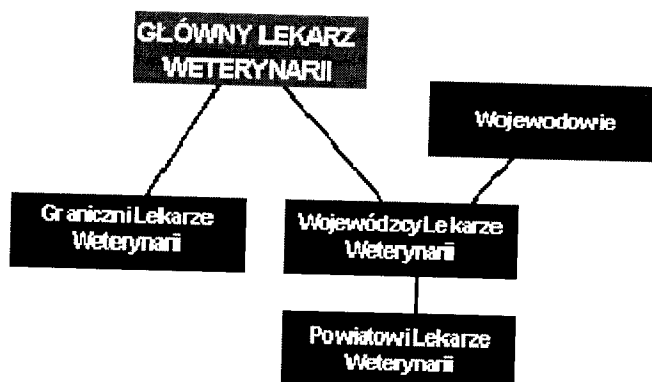 GŁÓWNY LEKARZ
WETERYNARII
Wojewodowie
Graniczni Lekarze
Weterynarii
Wojewódzcy Lekarze
Weterynarii
Powiatowi Lekarze
Weterynarii